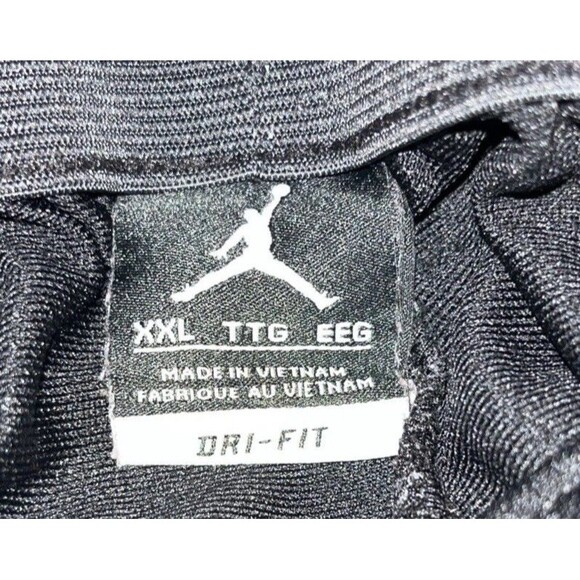 XXL TTG EEG
MADE IN VIETNAM
FABRIQUE AU VIETNAM
DRI-FIT